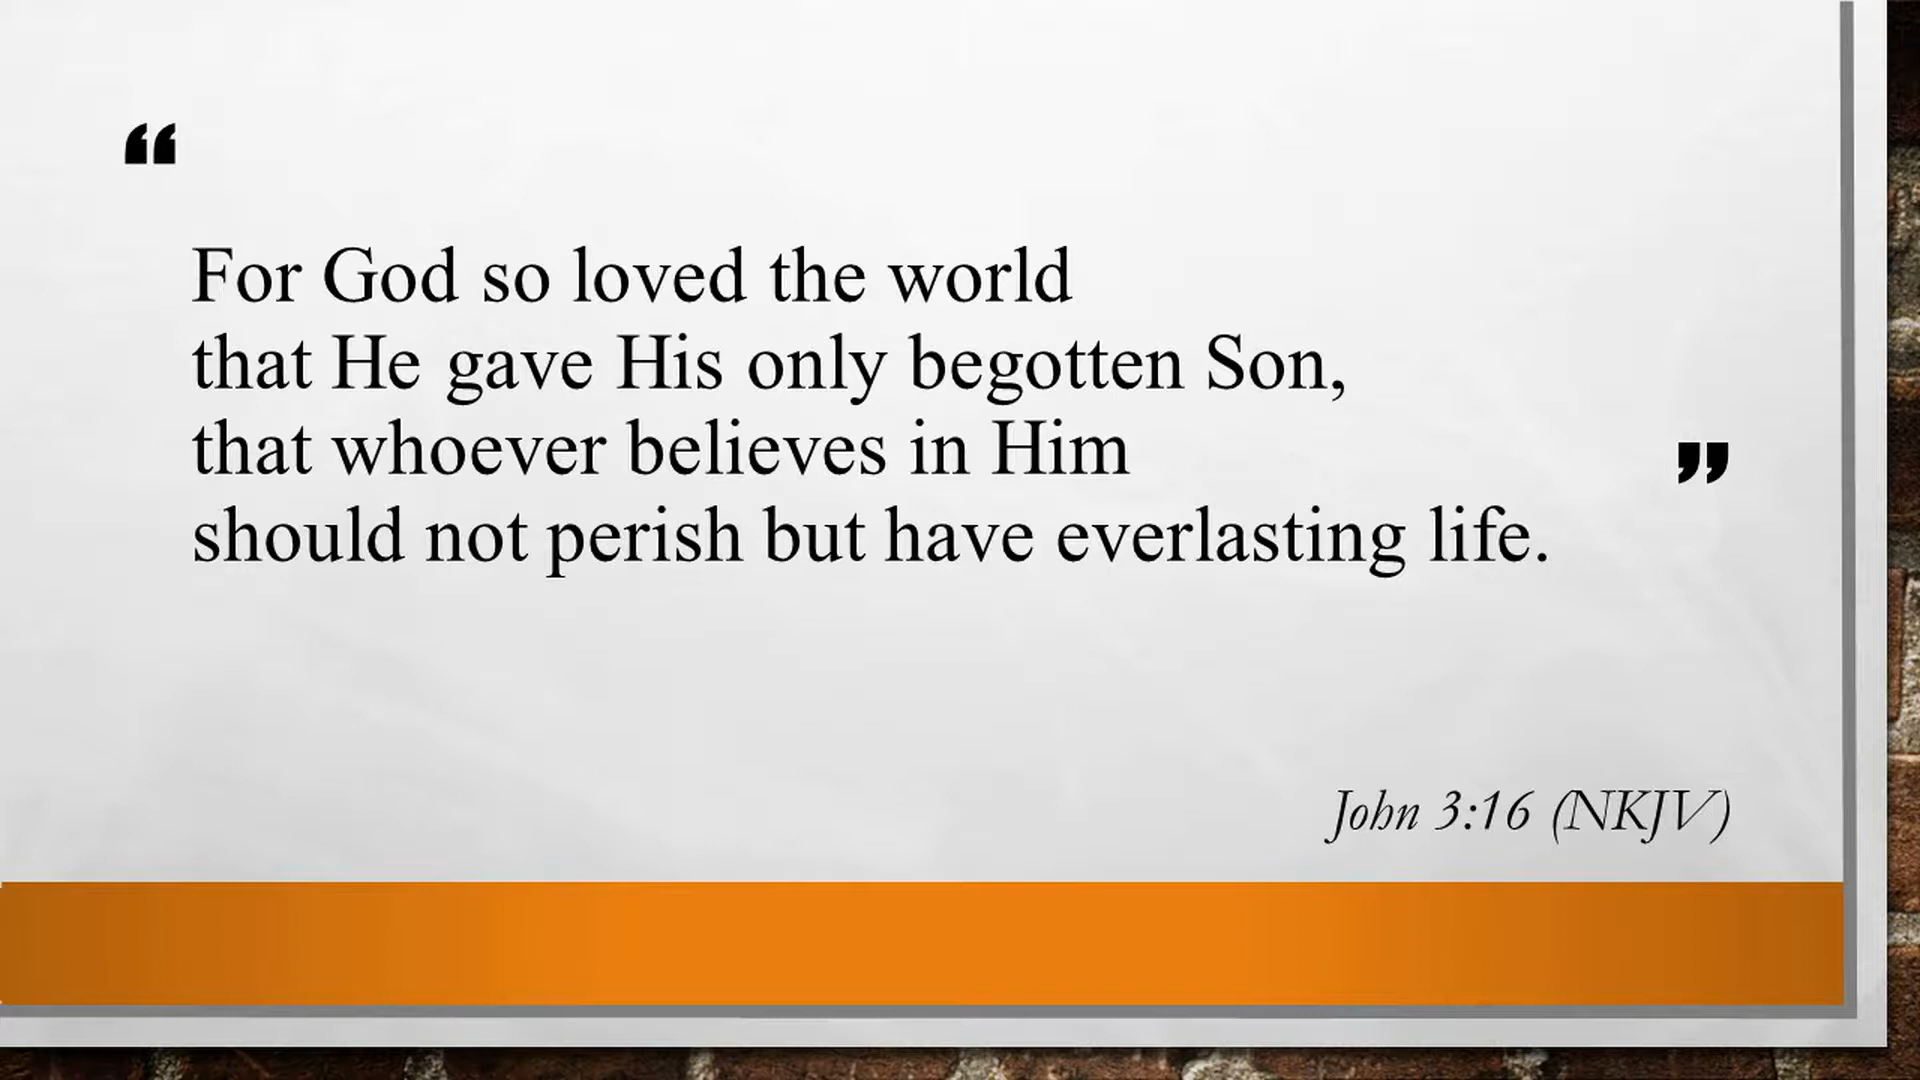 “
For God so loved the world
that He gave His only begotten Son,
that whoever believes in Him
should not perish but have everlasting life.
”
John 3:16 (NKJV)